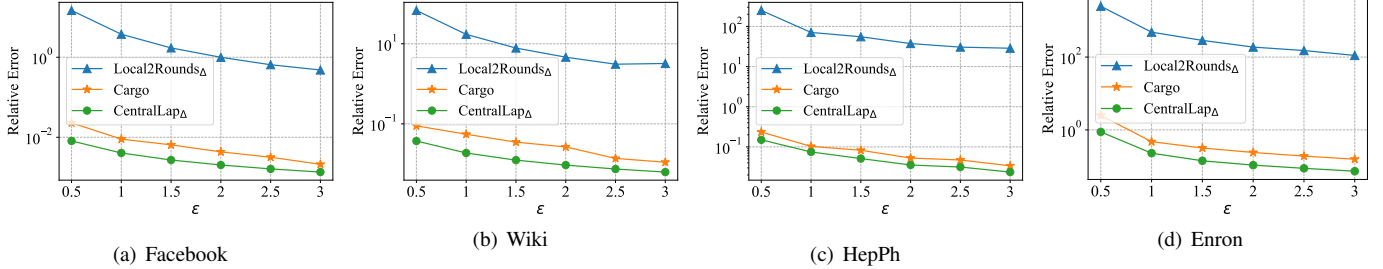 Relative Error
10^0
10^-2
Local2Rounds_Δ
Cargo
CentralLap_Δ
0.5 1 1.5 2 2.5 3
ε
(a) Facebook
Relative Error
10^1
10^-1
Local2Rounds_Δ
Cargo
CentralLap_Δ
0.5 1 1.5 2 2.5 3
ε
(b) Wiki
Relative Error
10^2
10^1
10^0
10^-1
Local2Rounds_Δ
Cargo
CentralLap_Δ
0.5 1 1.5 2 2.5 3
ε
(c) HepPh
Relative Error
10^2
10^0
Local2Rounds_Δ
Cargo
CentralLap_Δ
0.5 1 1.5 2 2.5 3
ε
(d) Enron